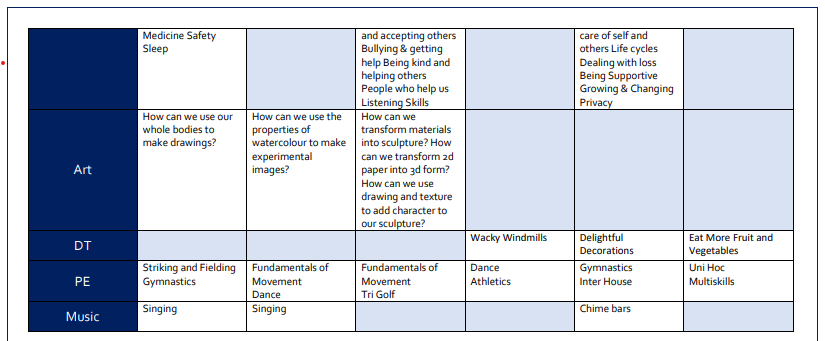 Medicine Safety
Sleep
and accepting others
Bullying & getting
help Being kind and
helping others
People who help us
Listening Skills
care of self and
others Life cycles
Dealing with loss
Being Supportive
Growing & Changing
Privacy
Art
How can we use our
whole bodies to
make drawings?
How can we use the
properties of
watercolour to make
experimental
images?
How can we
transform materials
into sculpture? How
can we transform 2d
paper into 3d form?
How can we use
drawing and texture
to add character to
our sculpture?
DT
Wacky Windmills
Delightful
Decorations
Eat More Fruit and
Vegetables
PE
Striking and Fielding
Gymnastics
Fundamentals of
Movement
Dance
Fundamentals of
Movement
Tri Golf
Dance
Athletics
Gymnastics
Inter House
Uni Hoc
Multiskills
Music
Singing
Singing
Chime bars